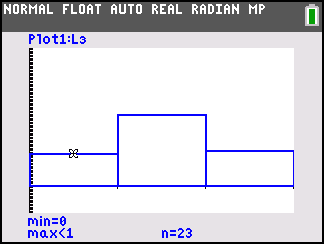 NORMAL FLOAT AUTO REAL RADIAN MP
Plot1:L3
min=0
max<1 n=23